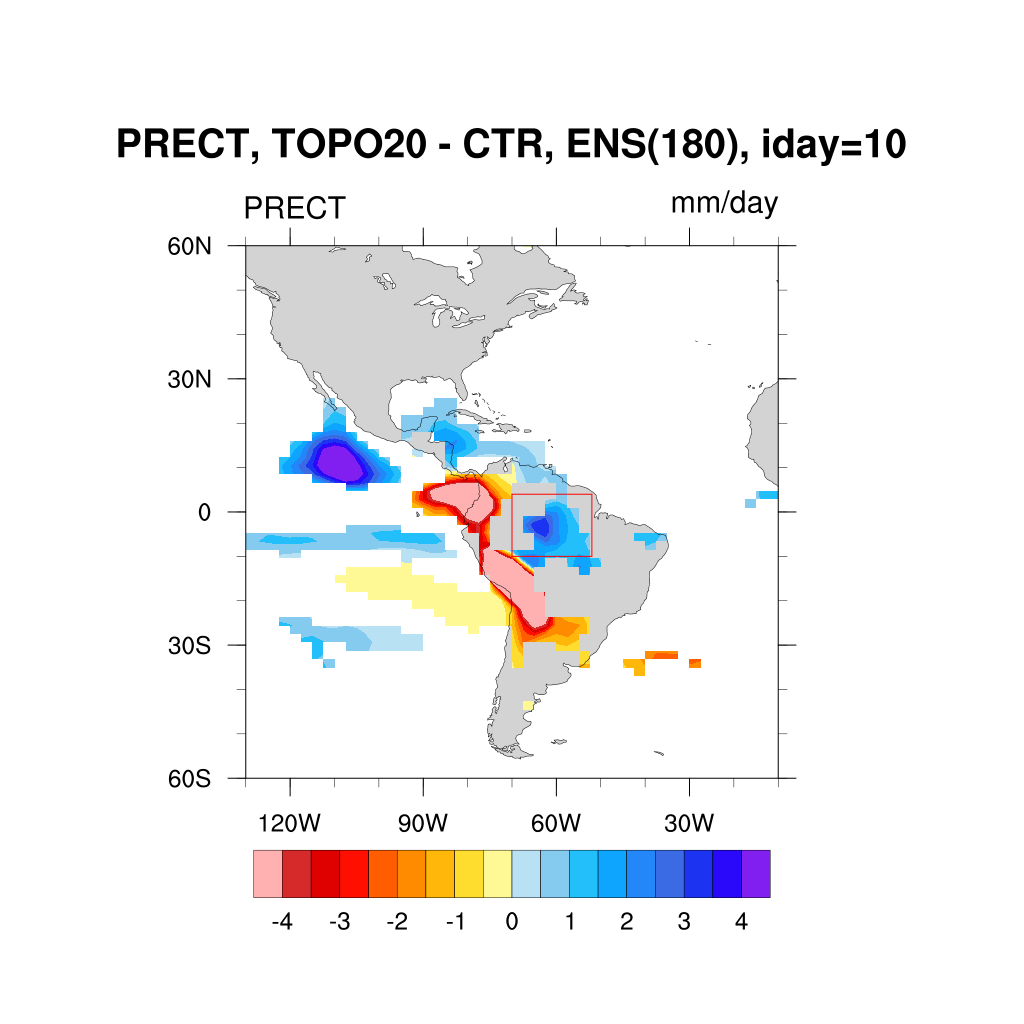 PRECT, TOPO20 - CTR, ENS(180), iday=10
PRECT mm/day
60N
30N
0
30S
60S
120W 90W 60W 30W
-4 -3 -2 -1 0 1 2 3 4